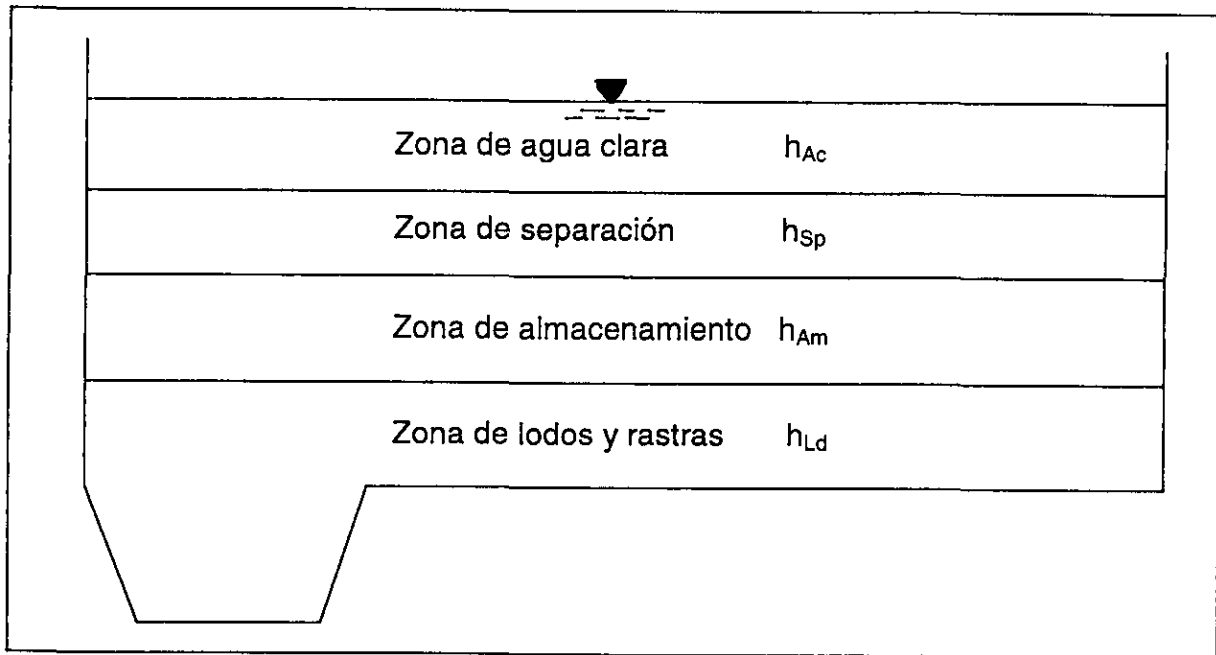 Zona de agua clara h_Ac
Zona de separación h_Sp
Zona de almacenamiento h_Am
Zona de lodos y rastras h_Ld